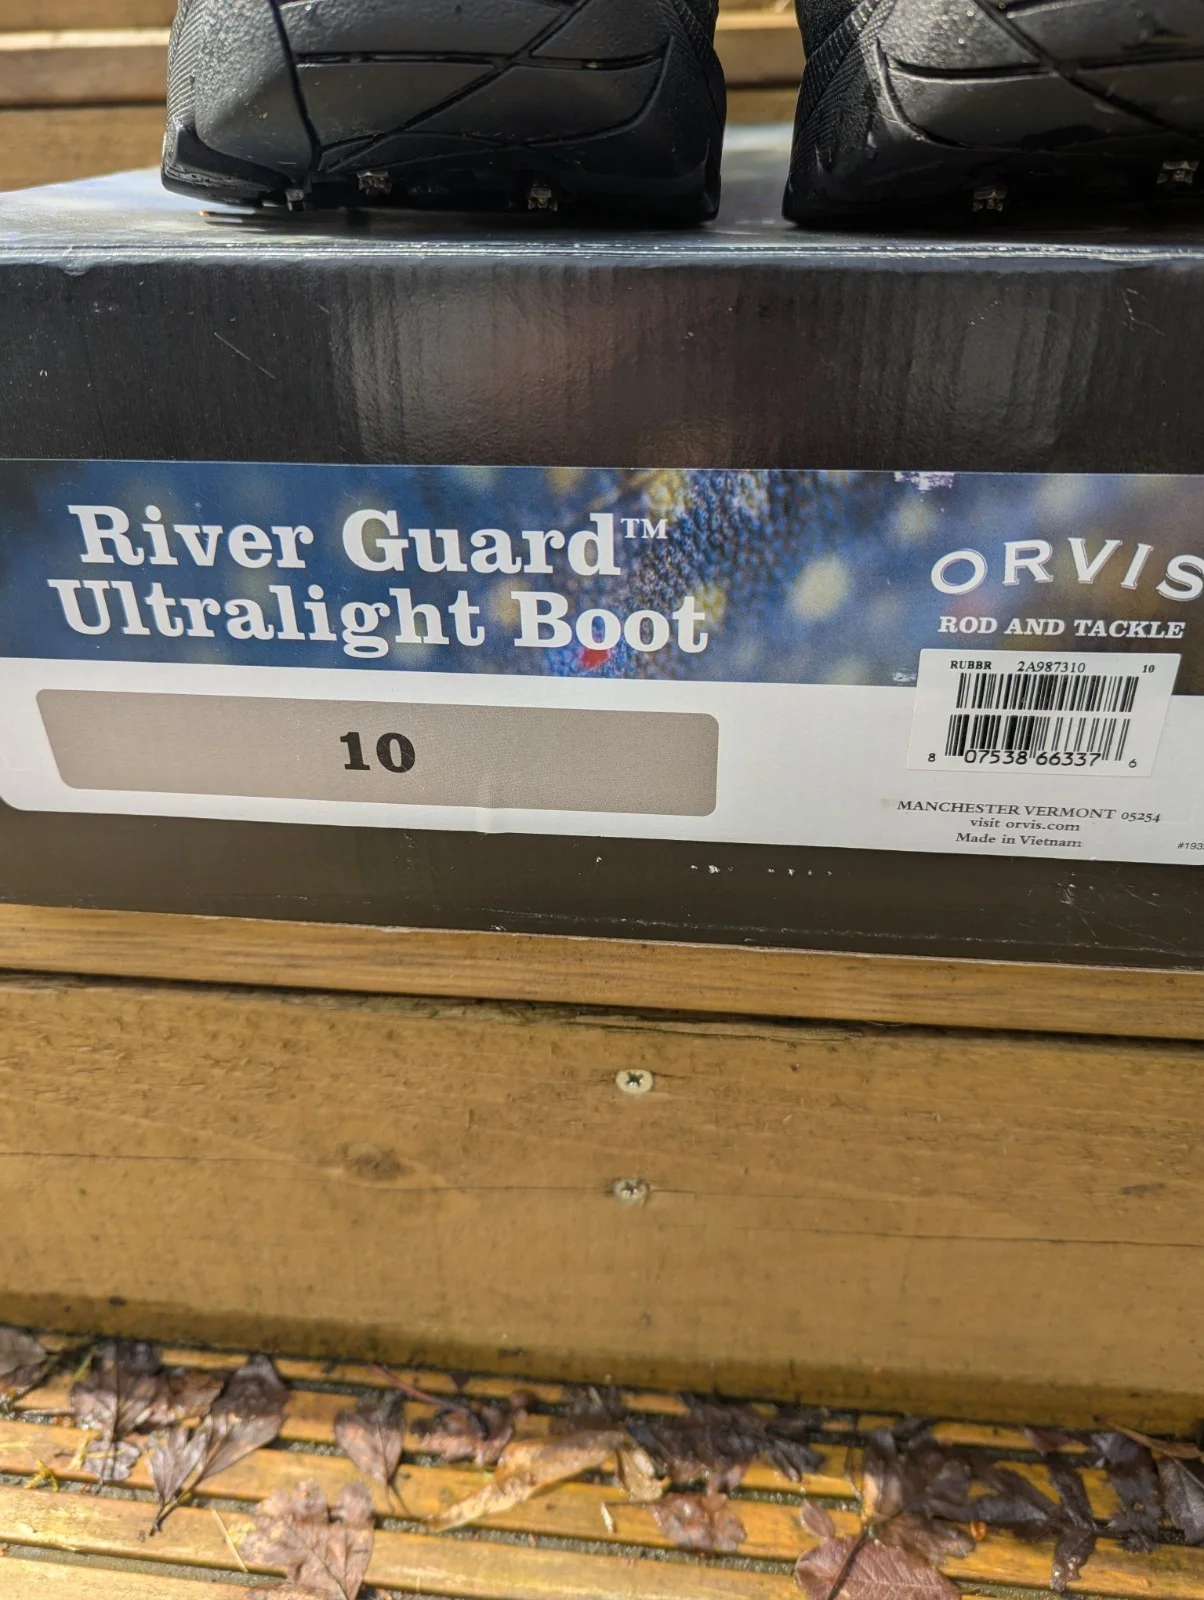 River Guard™
Ultralight Boot
10
ORVIS
ROD AND TACKLE
RUBBR 2A987310 10
8 07538 66337 6
MANCHESTER VERMONT 05254
visit orvis.com
Made in Vietnam